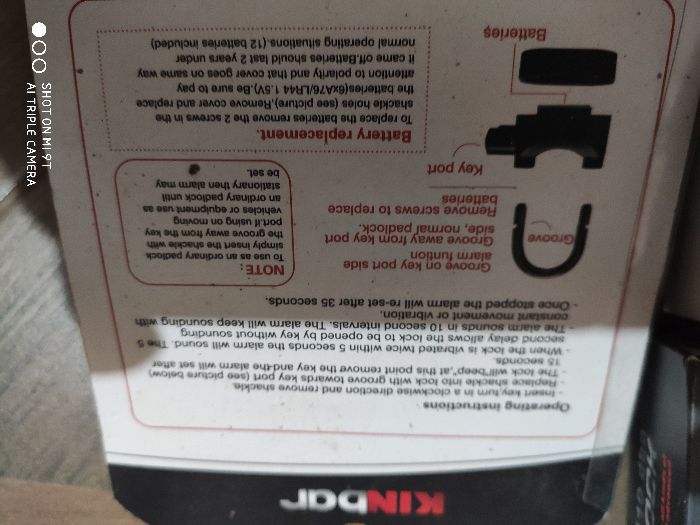 KINbar
Operating instructions
- Insert key,turn in a clockwise direction and remove shackle.
- Replace shackle into lock with groove towards key port (see picture below)
- The lock will"beep",at this point remove the key and-the alarm will set after
15 seconds.
- When the lock is vibrated twice within 5 seconds the alarm will sound. The 5
second delay allows the lock to be opened by key without sounding
- The alarm sounds in 10 second intervals. The alarm will keep sounding with
constant movement or vibration.
- Once stopped the alarm will re-set after 35 seconds.
Groove
Groove on key port side
alarm funtion
Groove away from key port
side, normal padlock.
Remove screws to replace
batteries
Key port
Batteries
NOTE:
To use as an ordinary padlock
simply insert the shackle with
the groove away from the key
port.If using on moving
vehicles or equipment use as
an ordinary padlock until
stationary then alarm may
be set.
Battery replacement.
To replace the batteries remove the 2 screws in the
shackle holes (see picture),Remove cover and replace
the batteries(6xA76/LR44 1.5V).Be sure to pay
attention to polarity and that cover goes on same way
it came off.Batteries should last 2 years under
normal operating situations.(12 batteries included)
SHOT ON MI 9T
AI TRIPLE CAMERA